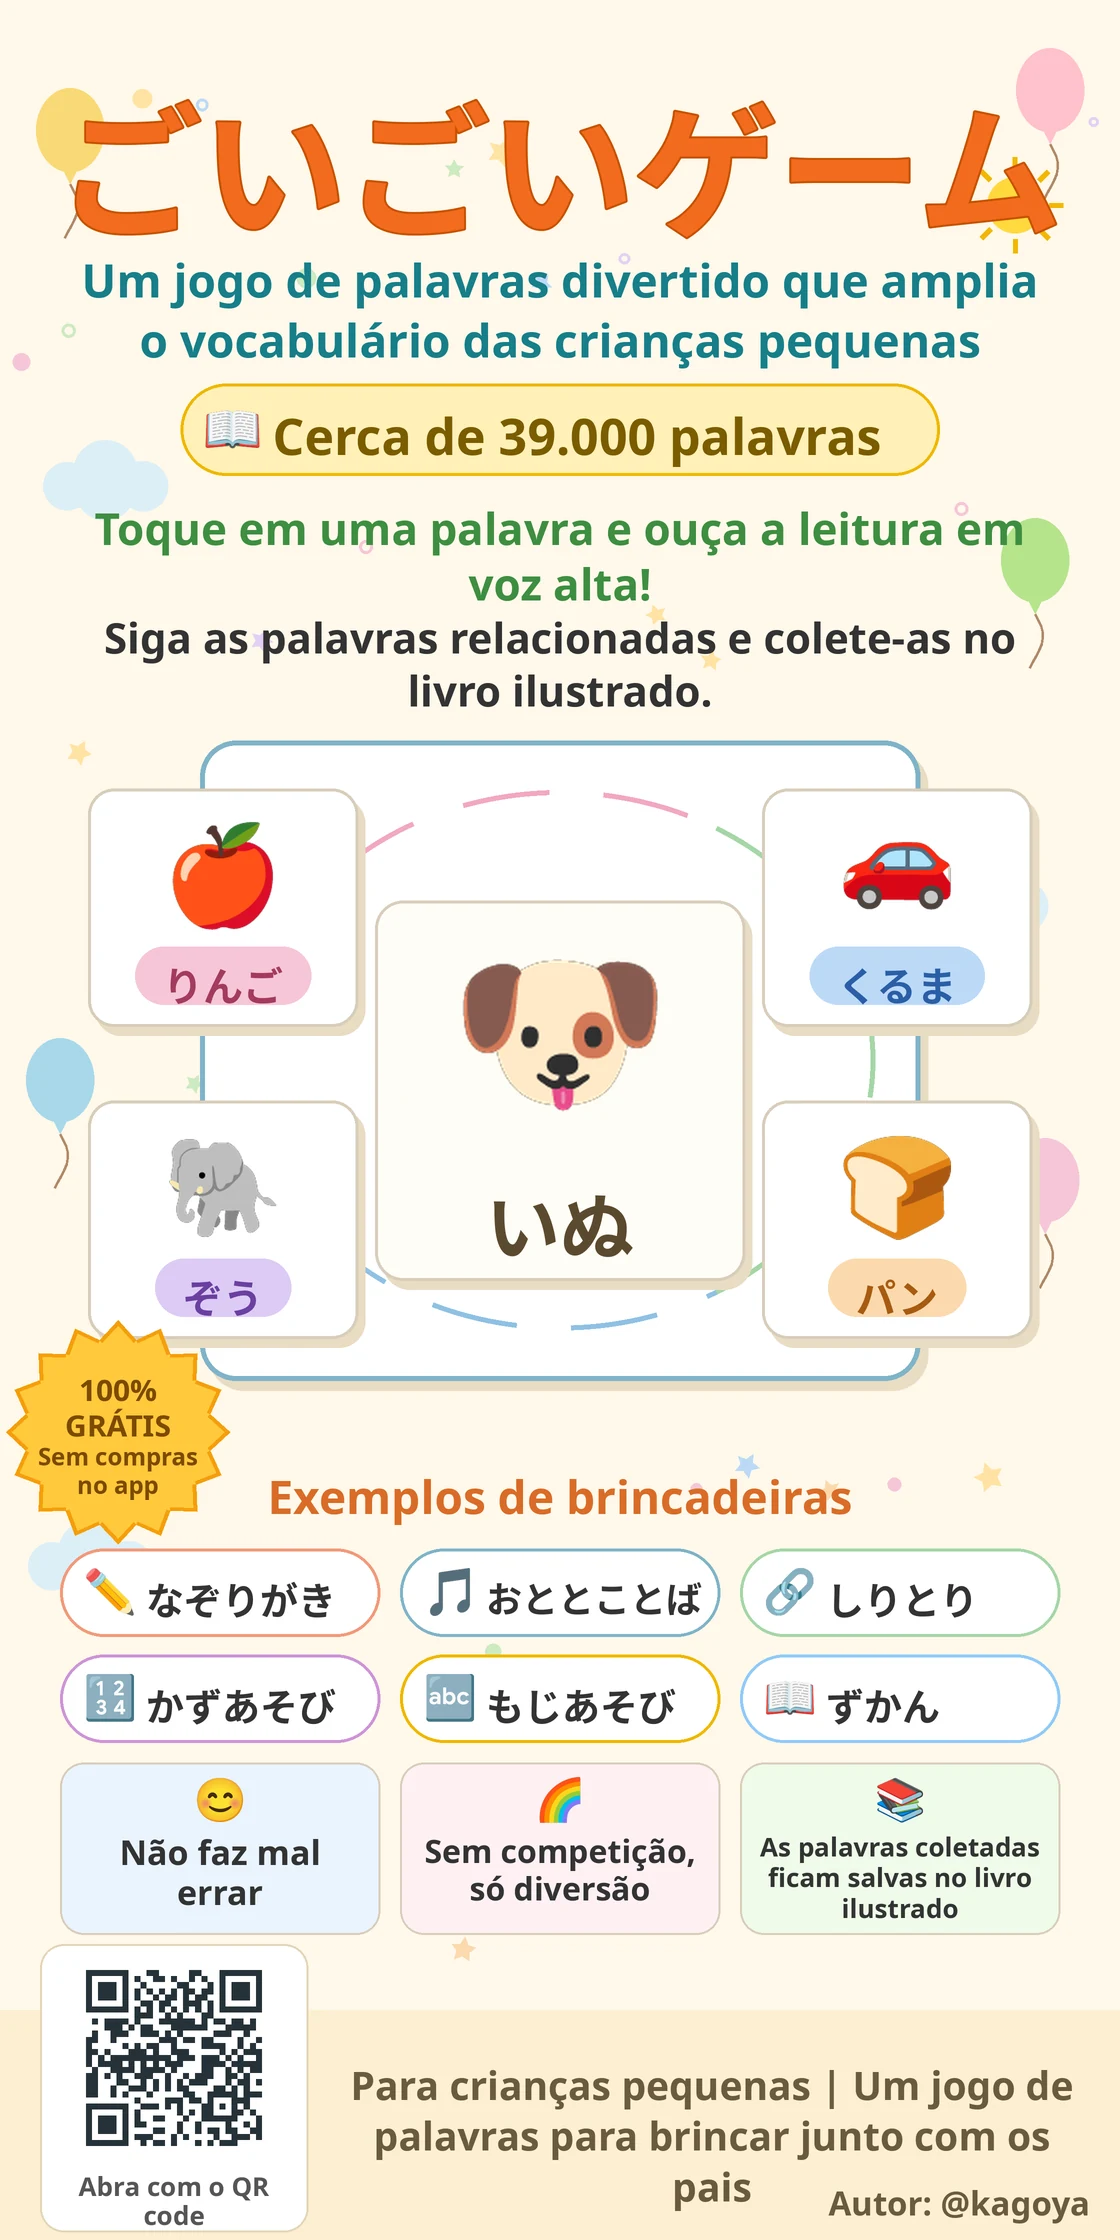 ごいごいゲーム
Um jogo de palavras divertido que amplia
o vocabulário das crianças pequenas
Cerca de 39.000 palavras
Toque em uma palavra e ouça a leitura em
voz alta!
Siga as palavras relacionadas e colete-as no
livro ilustrado.
りんご
くるま
いぬ
ぞう
パン
100%
GRÁTIS
Sem compras
no app
Exemplos de brincadeiras
なぞりがき
おととことば
しりとり
1 2
3 4
かずあそび
abc
もじあそび
ずかん
Não faz mal
errar
Sem competição,
só diversão
As palavras coletadas
ficam salvas no livro
ilustrado
Abra com o QR
code
Para crianças pequenas | Um jogo de
palavras para brincar junto com os
pais
Autor: @kagoya